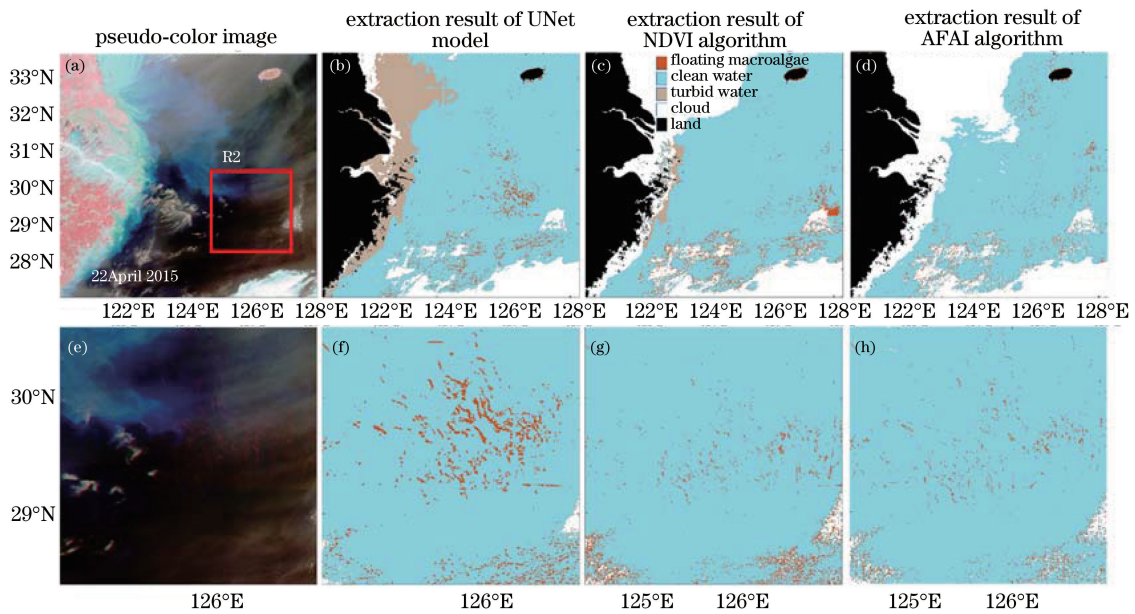 pseudo-color image
extraction result of UNet
model
extraction result of
NDVI algorithm
extraction result of
AFAI algorithm
33°N
32°N
31°N
30°N
29°N
28°N
(a)
R2
22April 2015
(b)
(c)
floating macroalgae
clean water
turbid water
cloud
land
(d)
122°E 124°E 126°E 128°E
122°E 124°E 126°E 128°E
122°E 124°E 126°E 128°E
122°E 124°E 126°E 128°E
30°N
29°N
(e)
(f)
(g)
(h)
126°E
126°E
125°E 126°E
125°E 126°E